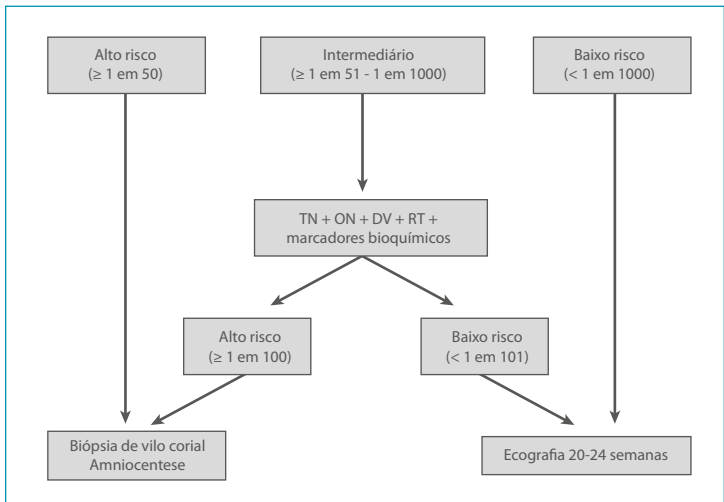 Alto risco
(≥ 1 em 50)
Intermediário
(≥ 1 em 51 - 1 em 1000)
Baixo risco
(< 1 em 1000)
TN + ON + DV + RT +
marcadores bioquímicos
Alto risco
(≥ 1 em 100)
Baixo risco
(< 1 em 101)
Biópsia de vilo corial
Amniocentese
Ecografia 20-24 semanas